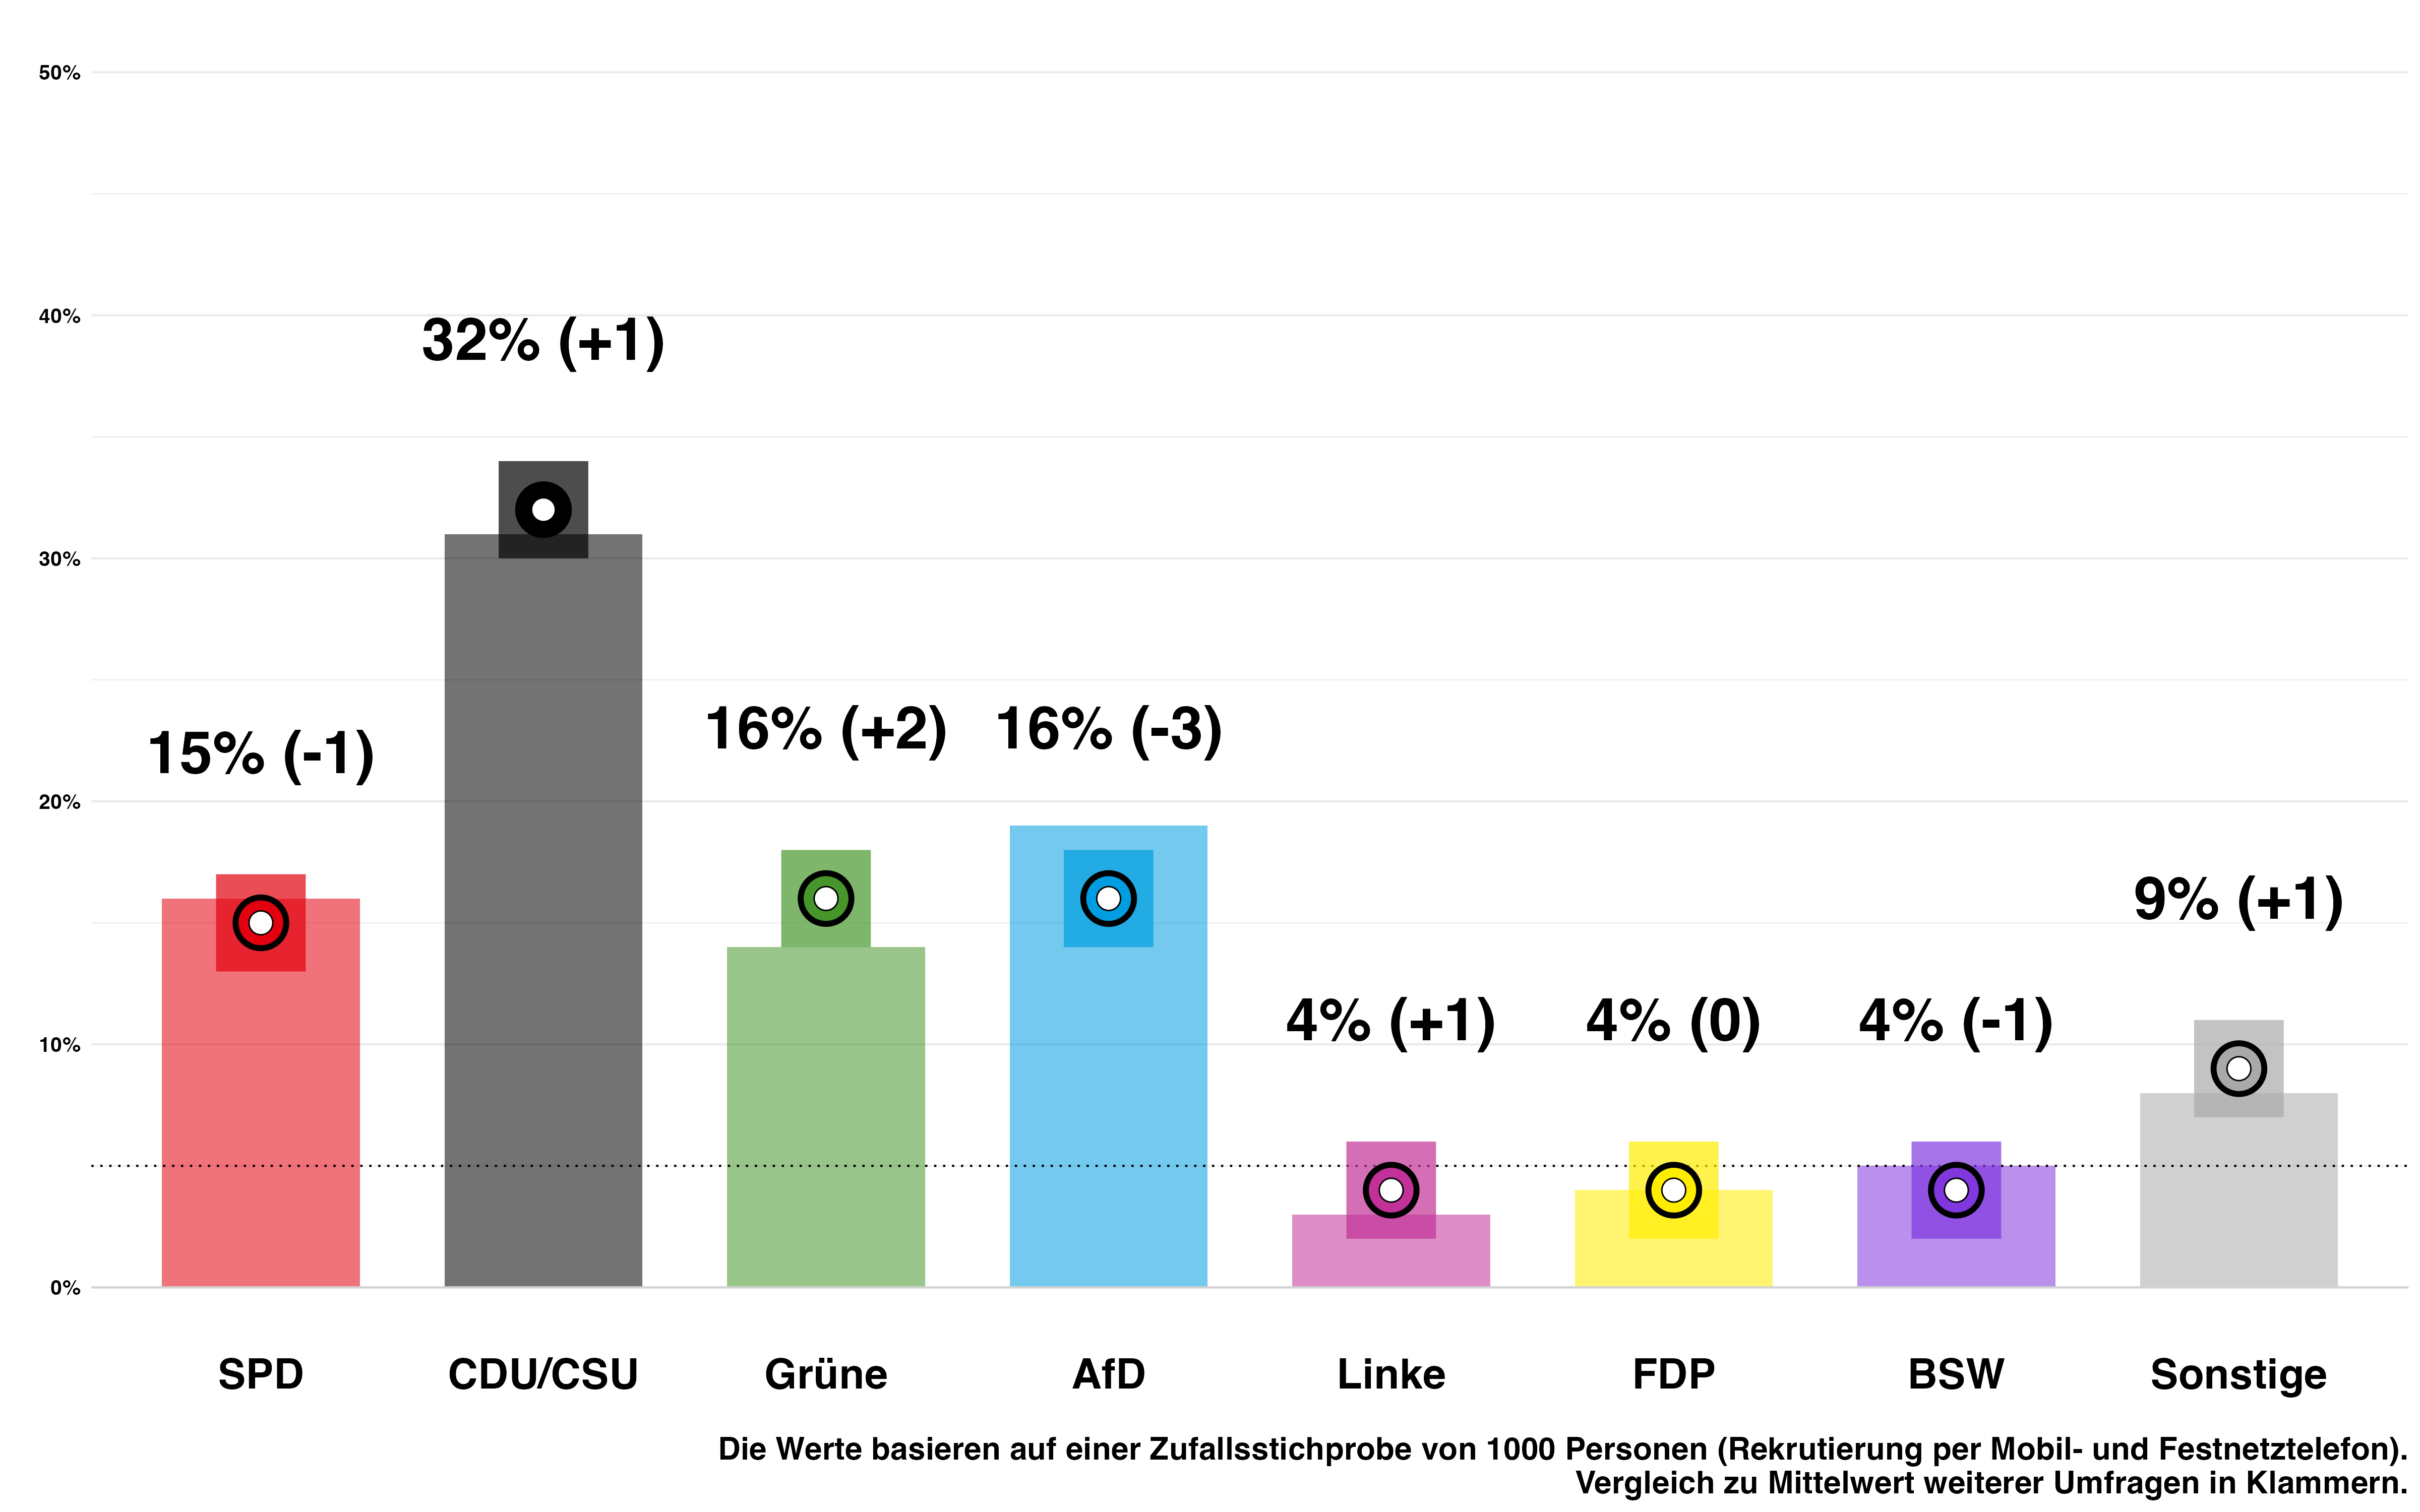 50%
40%
32% (+1)
30%
16% (+2) 16% (-3)
15% (-1)
20%
9% (+1)
4% (+1) 4% (0) 4% (-1)
10%
0%
SPD CDU/CSU Grüne AfD Linke FDP BSW Sonstige
Die Werte basieren auf einer Zufallsstichprobe von 1000 Personen (Rekrutierung per Mobil- und Festnetztelefon).
Vergleich zu Mittelwert weiterer Umfragen in Klammern.